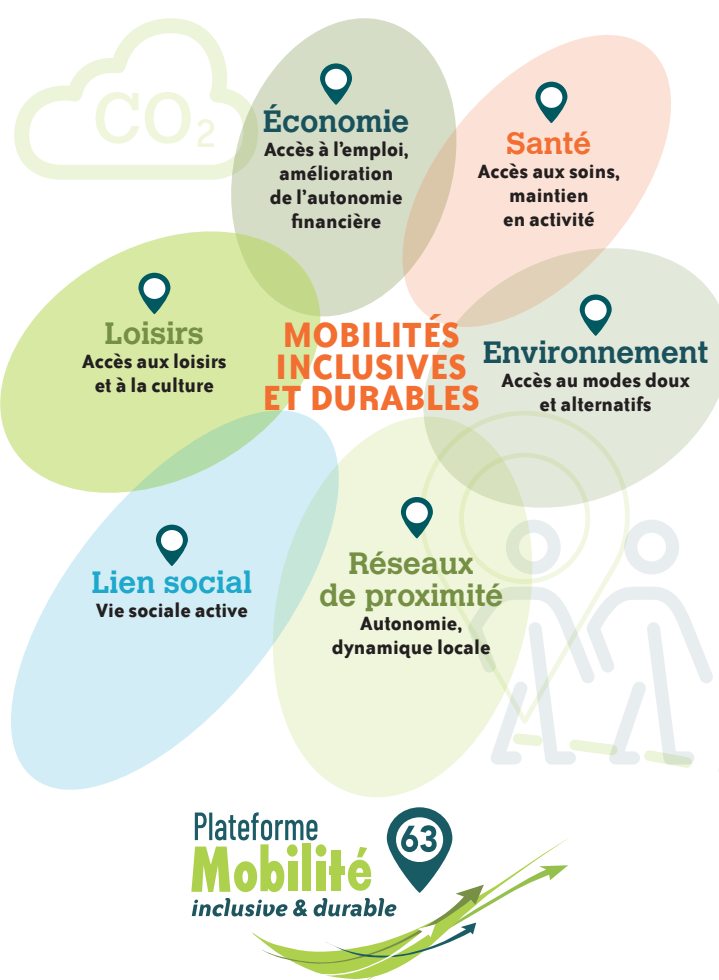 CO2
Économie
Accès à l’emploi,
amélioration
de l’autonomie
financière
Santé
Accès aux soins,
maintien
en activité
Loisirs
Accès aux loisirs
et à la culture
MOBILITÉS
INCLUSIVES
ET DURABLES
Environnement
Accès au modes doux
et alternatifs
Lien social
Vie sociale active
Réseaux
de proximité
Autonomie,
dynamique locale
Plateforme
63
Mobilité
inclusive & durable